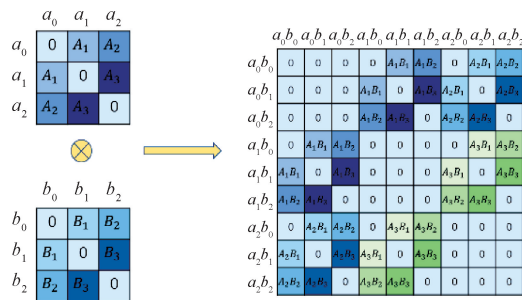 a₀ a₁ a₂
a₀ 0 A₁ A₂
a₁ A₁ 0 A₃
a₂ A₂ A₃ 0
b₀ b₁ b₂
b₀ 0 B₁ B₂
b₁ B₁ 0 B₃
b₂ B₂ B₃ 0
a₀b₀ a₀b₁ a₀b₂ a₁b₀ a₁b₁ a₁b₂ a₂b₀ a₂b₁ a₂b₂
a₀b₀ 0 0 0 0 A₁B₁ A₁B₂ 0 A₂B₁ A₂B₂
a₀b₁ 0 0 0 A₁B₁ 0 A₁B₃ A₂B₁ 0 A₂B₃
a₀b₂ 0 0 0 A₁B₂ A₁B₃ 0 A₂B₂ A₂B₃ 0
a₁b₀ 0 A₁B₁ A₁B₂ 0 0 0 0 A₃B₁ A₃B₂
a₁b₁ A₁B₁ 0 A₁B₃ 0 0 0 A₃B₁ 0 A₃B₃
a₁b₂ A₁B₂ A₁B₃ 0 0 0 0 A₃B₂ A₃B₃ 0
a₂b₀ 0 A₂B₁ A₂B₂ 0 A₃B₁ A₃B₂ 0 0 0
a₂b₁ A₂B₁ 0 A₂B₃ A₃B₁ 0 A₃B₃ 0 0 0
a₂b₂ A₂B₂ A₂B₃ 0 A₃B₂ A₃B₃ 0 0 0 0